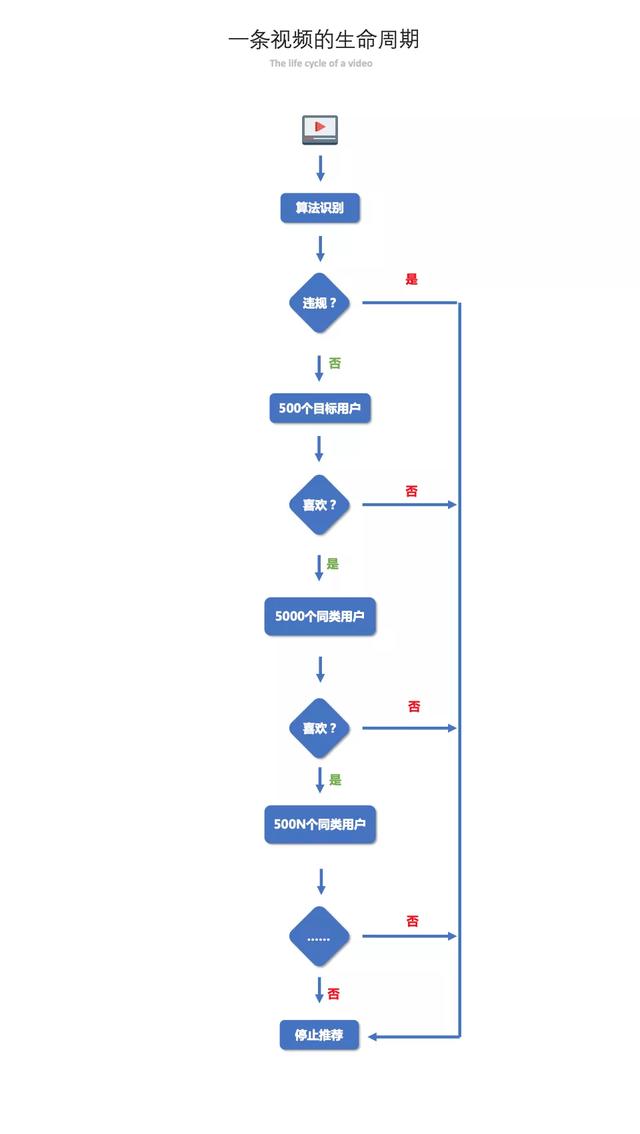 一条视频的生命周期
The life cycle of a video
算法识别
是
违规？
否
500个目标用户
否
喜欢？
是
5000个同类用户
否
喜欢？
是
500N个同类用户
否
……
否
停止推荐